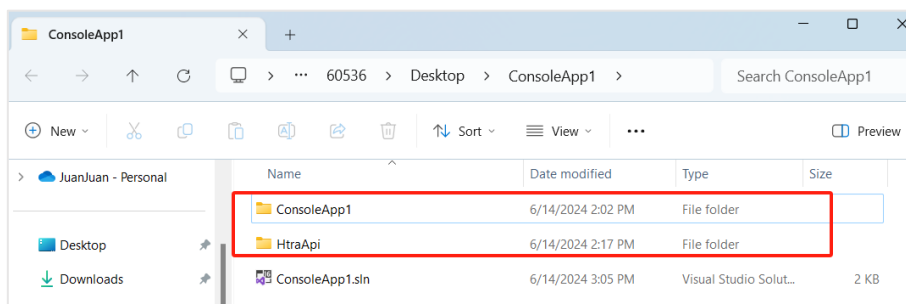 ConsoleApp1
60536 > Desktop > ConsoleApp1 >
Search ConsoleApp1
New
Sort
View
Preview
JuanJuan - Personal
Desktop
Downloads
Name Date modified Type Size
ConsoleApp1 6/14/2024 2:02 PM File folder
HtraApi 6/14/2024 2:17 PM File folder
ConsoleApp1.sln 6/14/2024 3:05 PM Visual Studio Solut... 2 KB